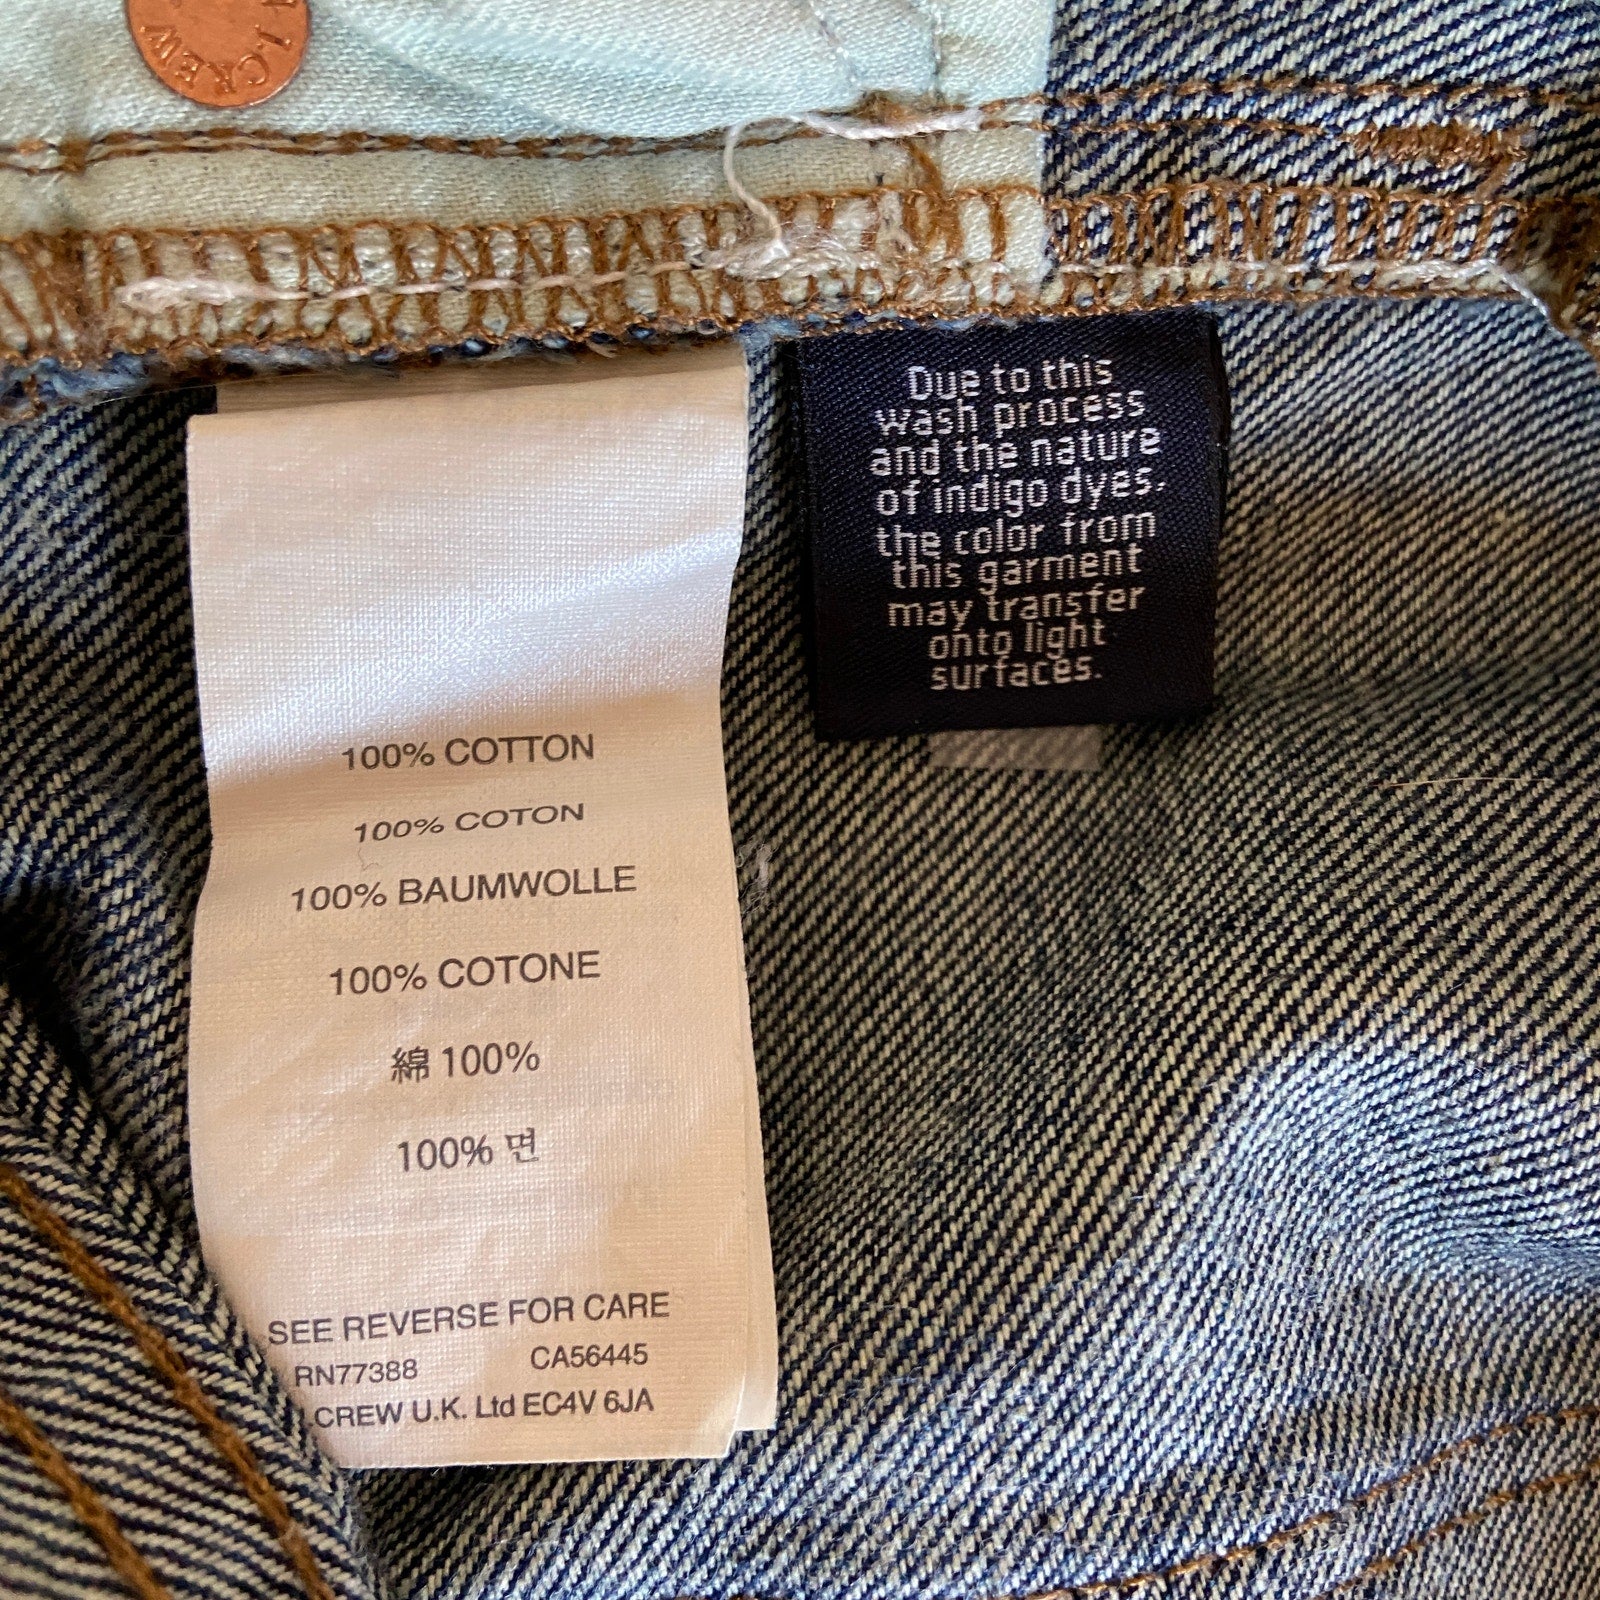 J.CREW
Due to this
wash process
and the nature
of indigo dyes.
the color from
this garment
may transfer
onto light
surfaces.
100% COTTON
100% COTON
100% BAUMWOLLE
100% COTONE
綿 100%
100% 면
SEE REVERSE FOR CARE
RN77388 CA56445
.CREW U.K. Ltd EC4V 6JA